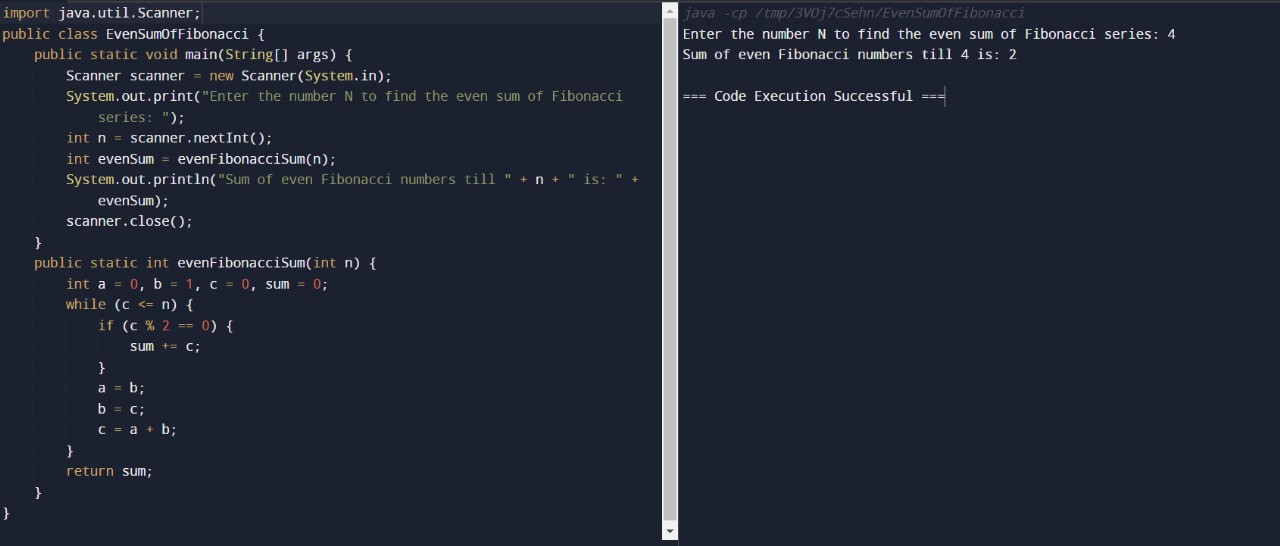 import java.util.Scanner;
public class EvenSumOfFibonacci {
    public static void main(String[] args) {
        Scanner scanner = new Scanner(System.in);
        System.out.print("Enter the number N to find the even sum of Fibonacci
            series: ");
        int n = scanner.nextInt();
        int evenSum = evenFibonacciSum(n);
        System.out.println("Sum of even Fibonacci numbers till " + n + " is: " +
            evenSum);
        scanner.close();
    }
    public static int evenFibonacciSum(int n) {
        int a = 0, b = 1, c = 0, sum = 0;
        while (c <= n) {
            if (c % 2 == 0) {
                sum += c;
            }
            a = b;
            b = c;
            c = a + b;
        }
        return sum;
    }
}
java -cp /tmp/3VOj7cSehn/EvenSumOfFibonacci
Enter the number N to find the even sum of Fibonacci series: 4
Sum of even Fibonacci numbers till 4 is: 2
=== Code Execution Successful ===